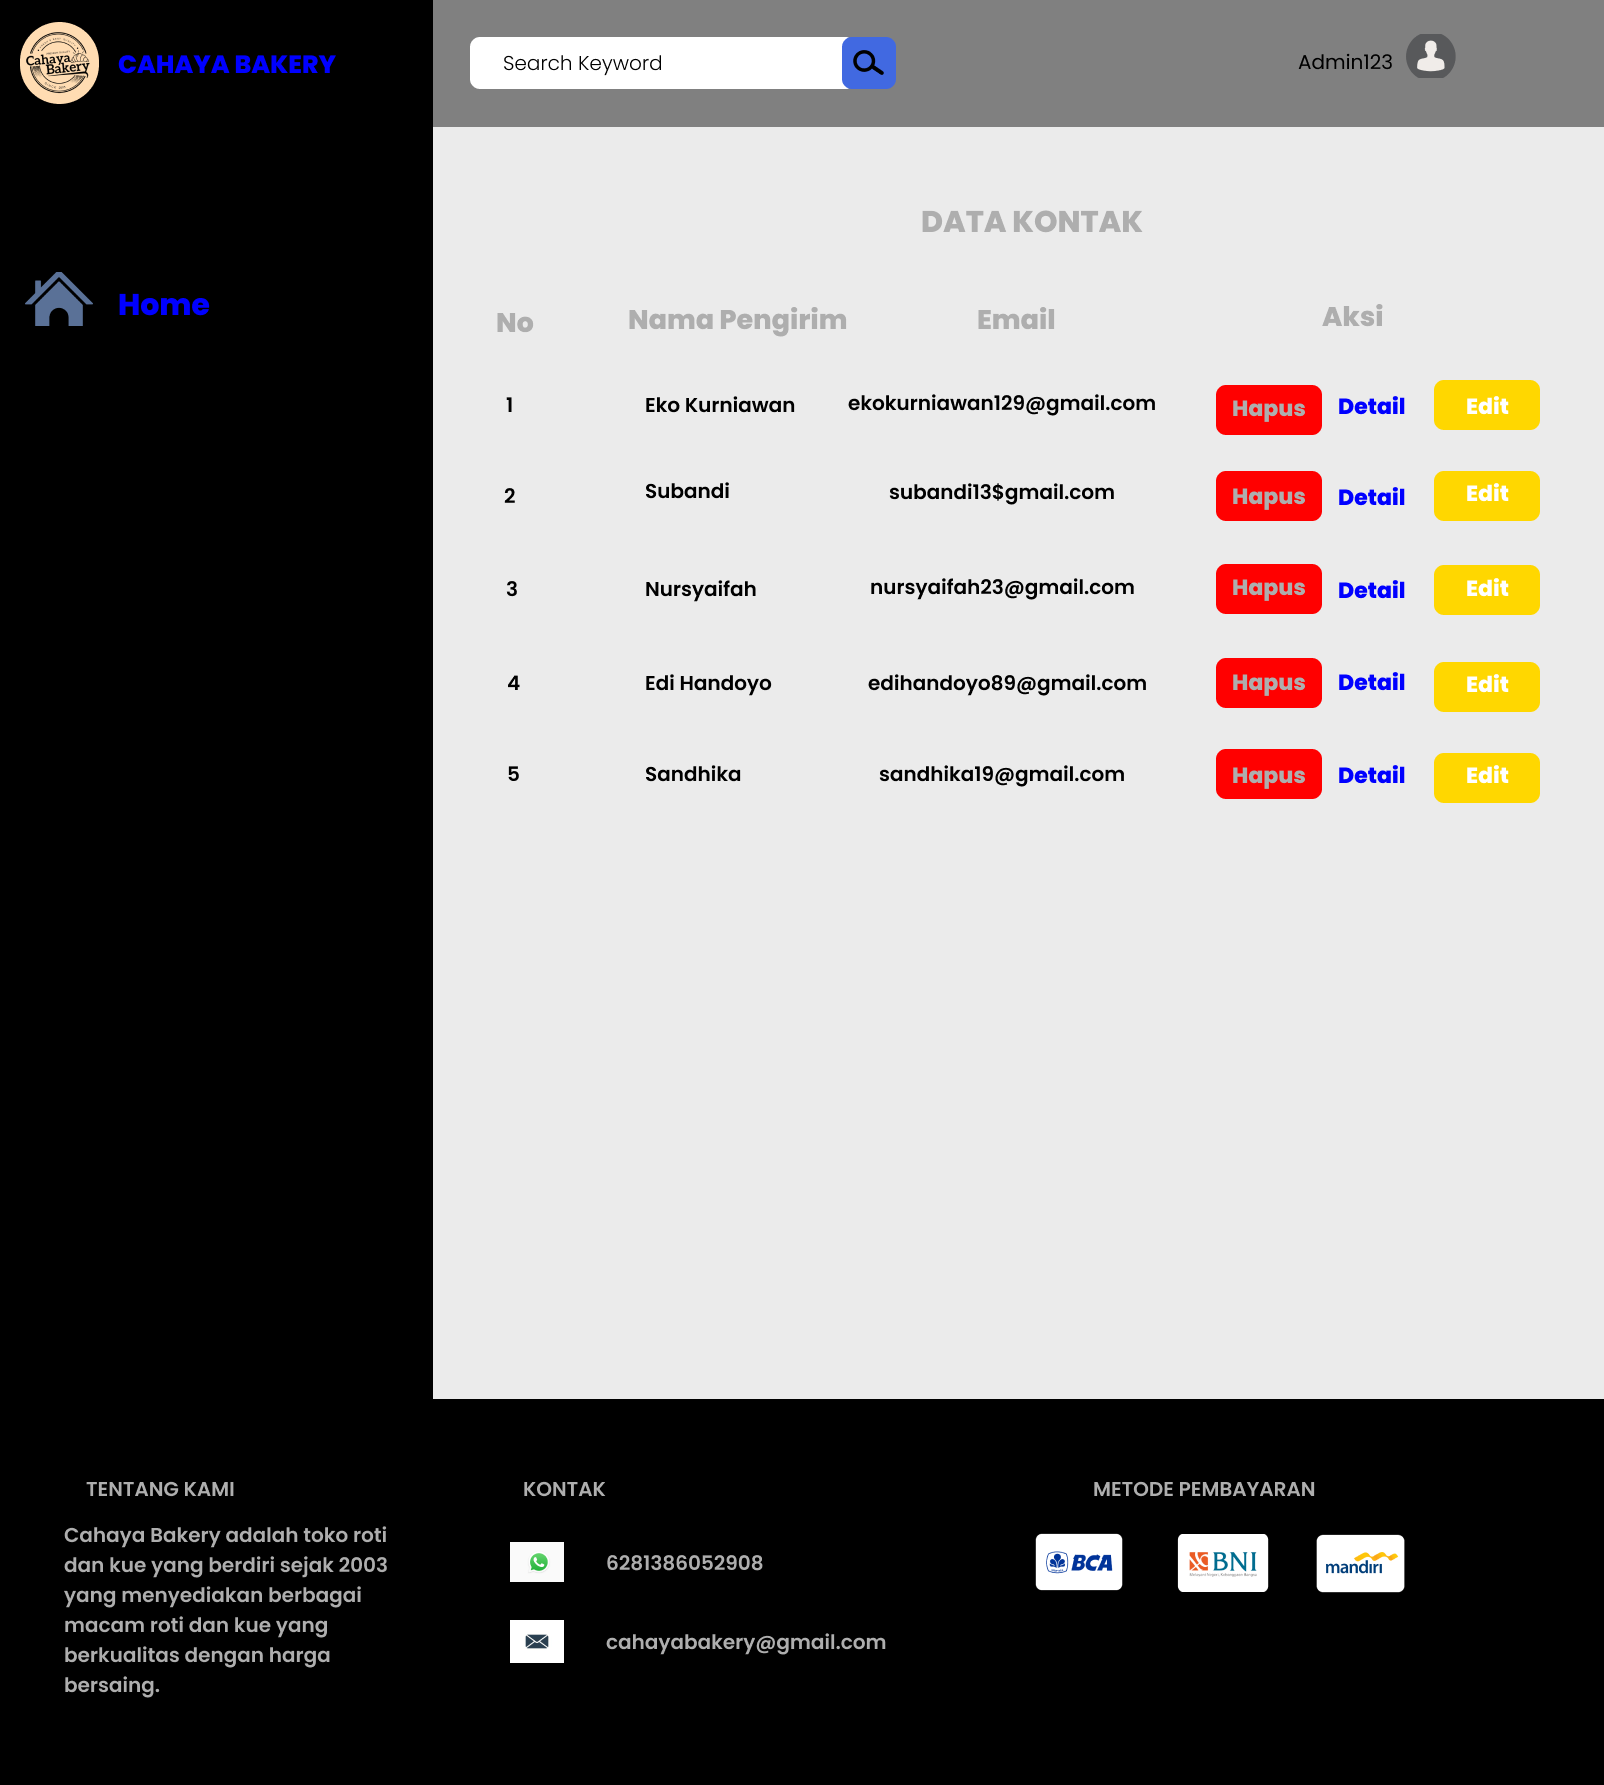 Cahaya
Bakery
CAHAYA BAKERY
Search Keyword
Admin123
Home
DATA KONTAK
No Nama Pengirim Email Aksi
1 Eko Kurniawan ekokurniawan129@gmail.com Hapus Detail Edit
2 Subandi subandi13$gmail.com Hapus Detail Edit
3 Nursyaifah nursyaifah23@gmail.com Hapus Detail Edit
4 Edi Handoyo edihandoyo89@gmail.com Hapus Detail Edit
5 Sandhika sandhika19@gmail.com Hapus Detail Edit
TENTANG KAMI
Cahaya Bakery adalah toko roti
dan kue yang berdiri sejak 2003
yang menyediakan berbagai
macam roti dan kue yang
berkualitas dengan harga
bersaing.
KONTAK
6281386052908
cahayabakery@gmail.com
METODE PEMBAYARAN
BCA BNI mandiri